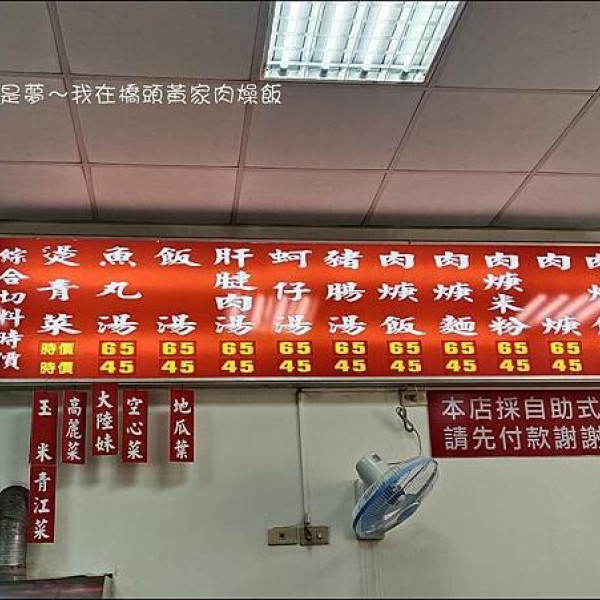 是夢～我在橋頭黃家肉燥飯
綜合切料時價
燙青菜 時價 時價
魚丸湯 65 45
飯湯 65 45
肝腱肉湯 65 45
蚵仔湯 65 45
豬腸湯 65 45
肉焿飯 65 45
肉焿麵 65 45
肉焿米粉 65 45
肉焿 65 45
玉米
青江菜
高麗菜
大陸妹
空心菜
地瓜葉
本店採自助式
請先付款謝謝